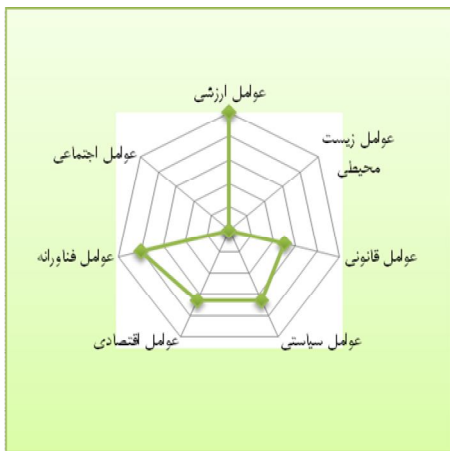 عوامل ارزشی
عوامل زیست
محیطی
عوامل اجتماعی
عوامل قانونی
عوامل فناورانه
عوامل سیاستی
عوامل اقتصادی